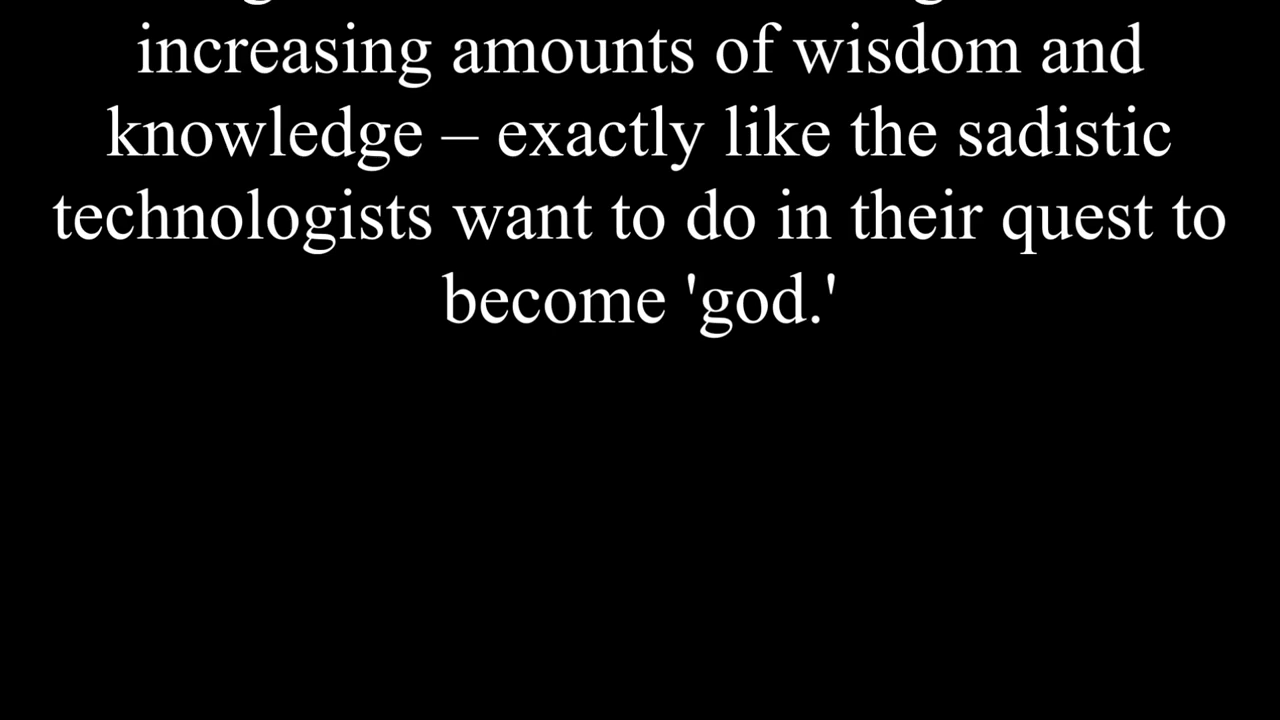 increasing amounts of wisdom and
knowledge – exactly like the sadistic
technologists want to do in their quest to
become 'god.'